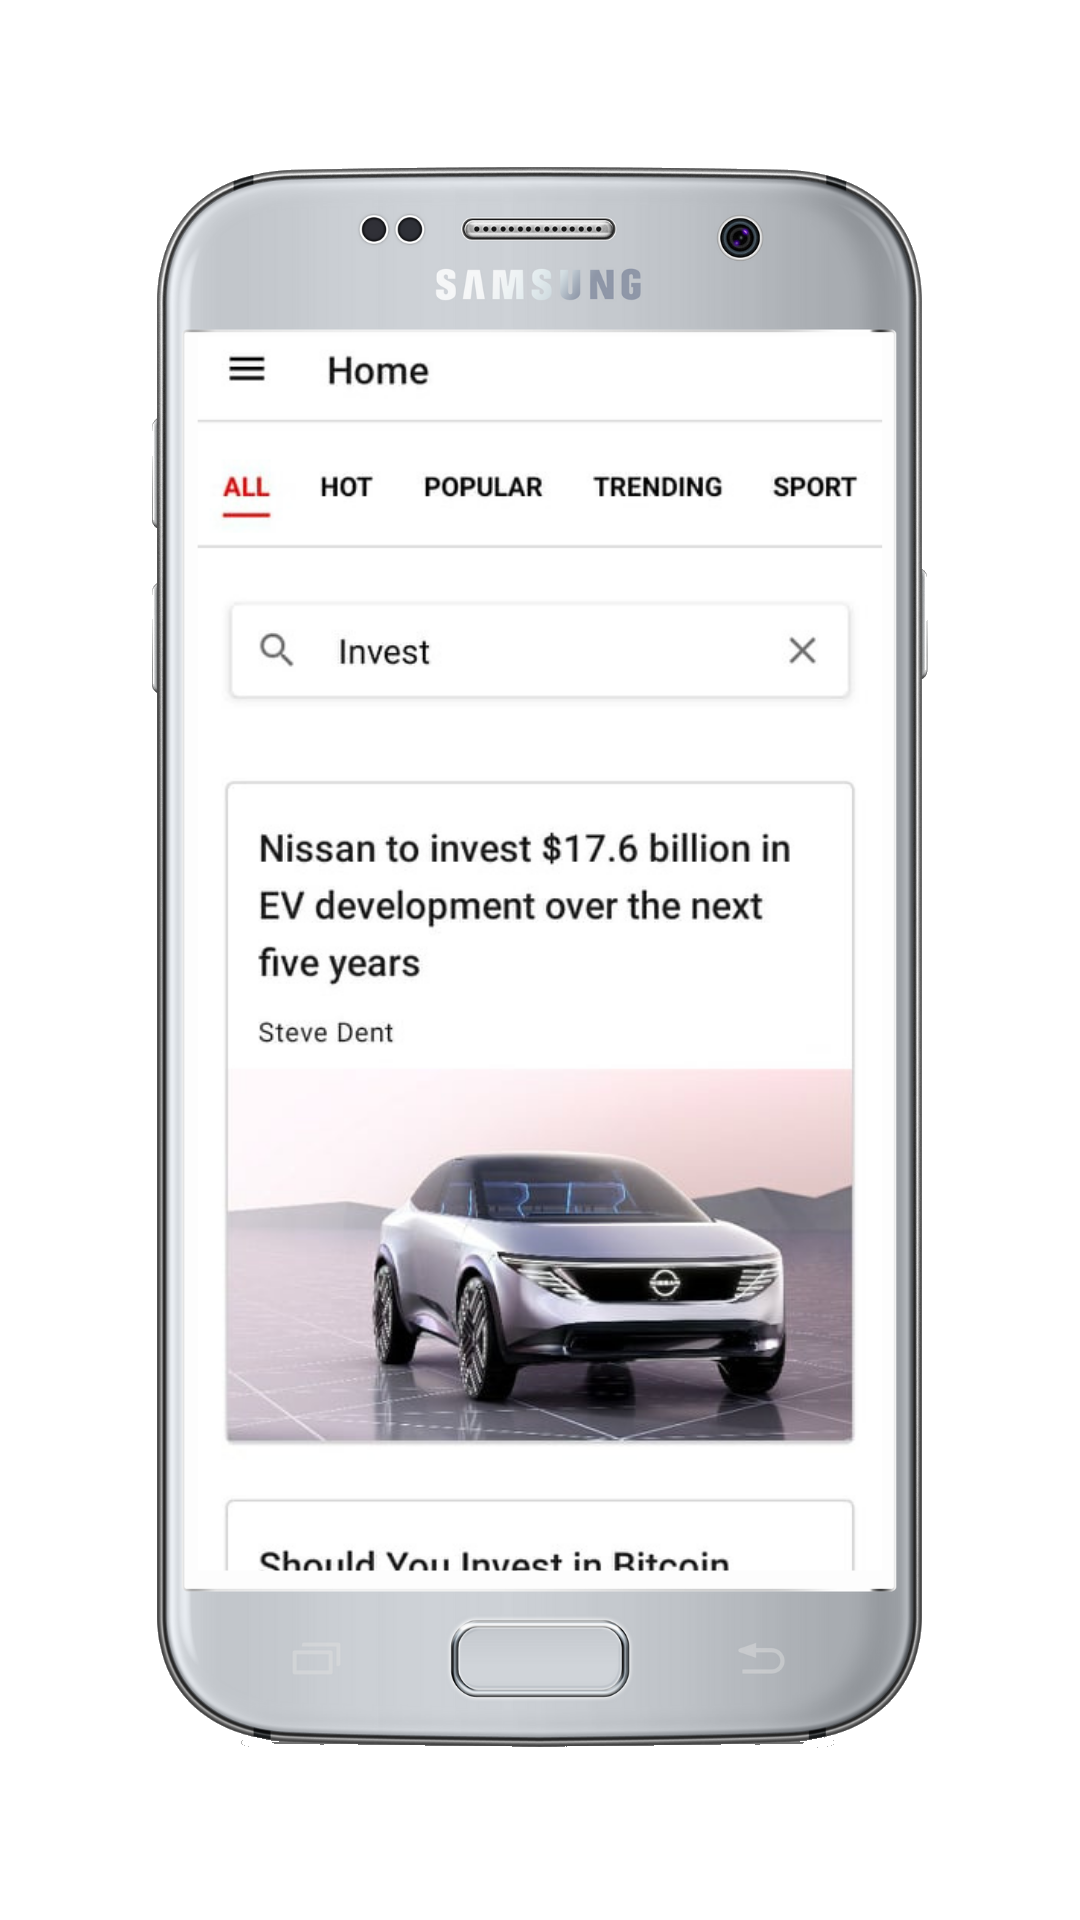 SAMSUNG
Home
ALL HOT POPULAR TRENDING SPORT
Invest
Nissan to invest $17.6 billion in
EV development over the next
five years
Steve Dent
NISSAN
Should You Invest in Bitcoin